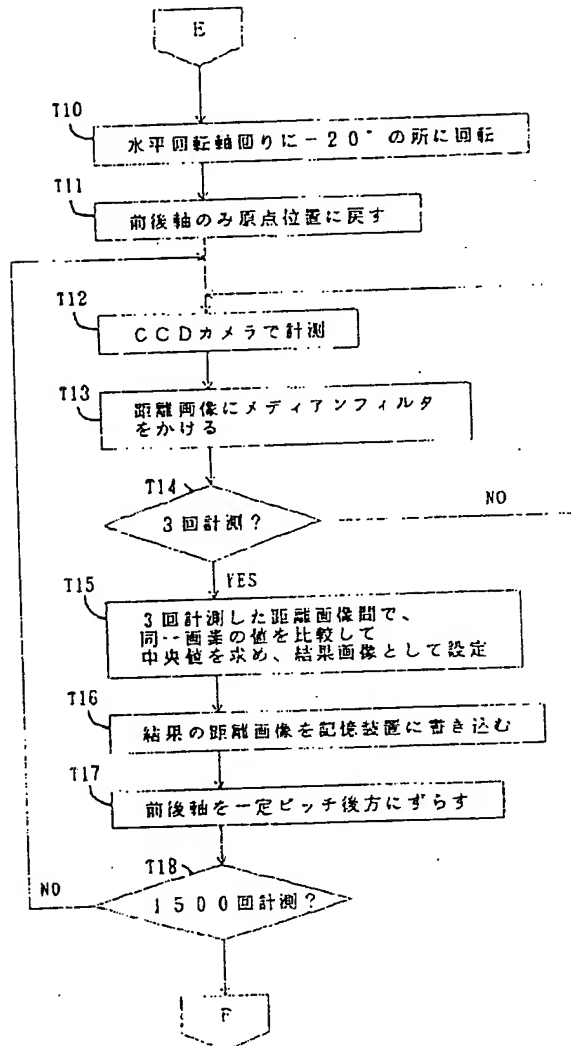 E
T10
水平回転軸回りに-20°の所に回転
T11
前後軸のみ原点位置に戻す
T12
CCDカメラで計測
T13
距離画像にメディアンフィルタ
をかける
T14
3回計測?
NO
YES
T15
3回計測した距離画像間で、
同一画素の値を比較して
中央値を求め、結果画像として設定
T16
結果の距離画像を記憶装置に書き込む
T17
前後軸を一定ピッチ後方にずらす
T18
NO
1500回計測?
F